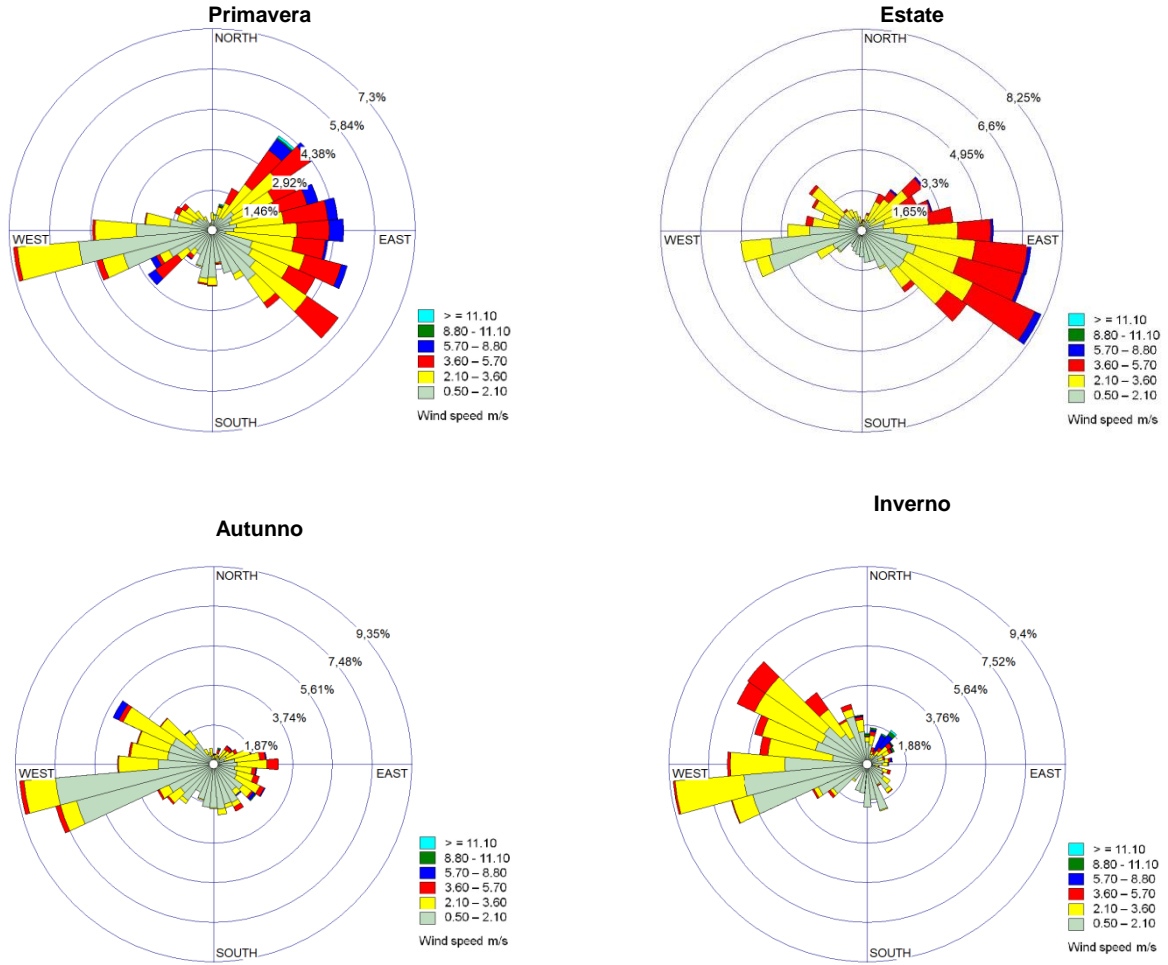 Primavera
NORTH
7,3%
5,84%
4,38%
2,92%
1,46%
WEST
EAST
SOUTH
> = 11.10
8.80 - 11.10
5.70 – 8.80
3.60 – 5.70
2.10 – 3.60
0.50 – 2.10
Wind speed m/s
Estate
NORTH
8,25%
6,6%
4,95%
3,3%
1,65%
WEST
EAST
SOUTH
> = 11.10
8.80 - 11.10
5.70 – 8.80
3.60 – 5.70
2.10 – 3.60
0.50 – 2.10
Wind speed m/s
Autunno
NORTH
9,35%
7,48%
5,61%
3,74%
1,87%
WEST
EAST
SOUTH
> = 11.10
8.80 - 11.10
5.70 – 8.80
3.60 – 5.70
2.10 – 3.60
0.50 – 2.10
Wind speed m/s
Inverno
NORTH
9,4%
7,52%
5,64%
3,76%
1,88%
WEST
EAST
SOUTH
> = 11.10
8.80 - 11.10
5.70 – 8.80
3.60 – 5.70
2.10 – 3.60
0.50 – 2.10
Wind speed m/s